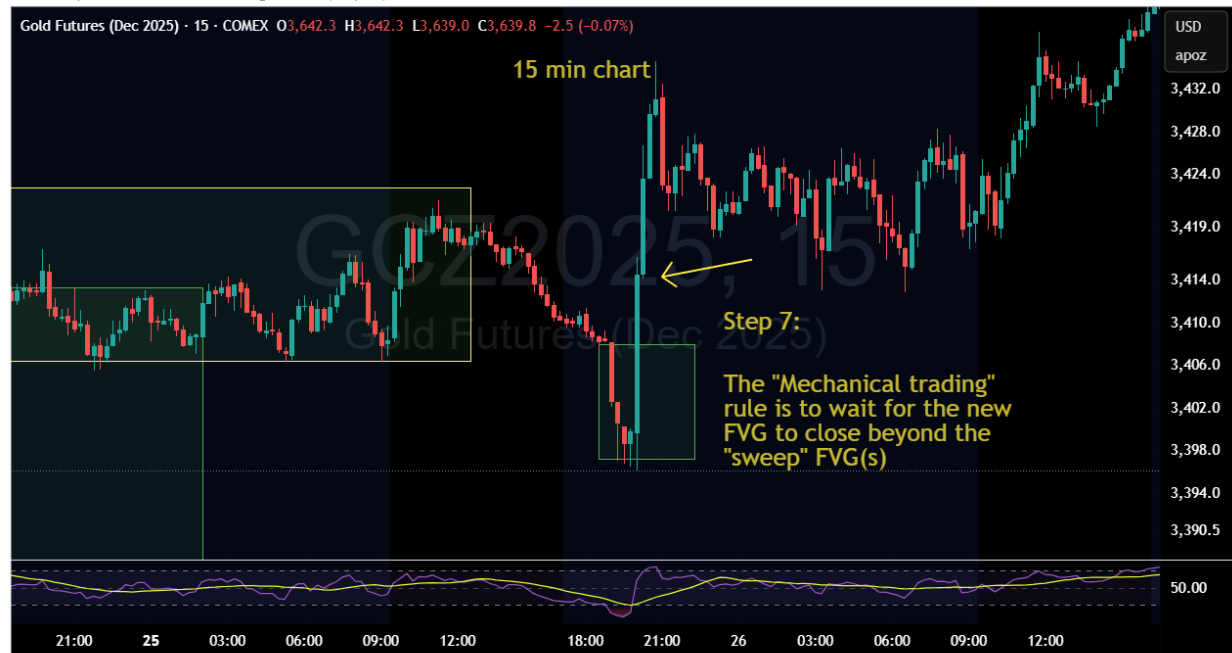 Gold Futures (Dec 2025) · 15 · COMEX O3,642.3 H3,642.3 L3,639.0 C3,639.8 −2.5 (−0.07%)
USD
apoz
15 min chart
3,432.0
3,428.0
3,424.0
3,419.0
3,414.0
3,410.0
3,406.0
3,402.0
3,398.0
3,394.0
3,390.5
GCZ2025, 15
Gold Futures (Dec 2025)
Step 7:
The "Mechanical trading"
rule is to wait for the new
FVG to close beyond the
"sweep" FVG(s)
50.00
21:00 25 03:00 06:00 09:00 12:00 18:00 21:00 26 03:00 06:00 09:00 12:00